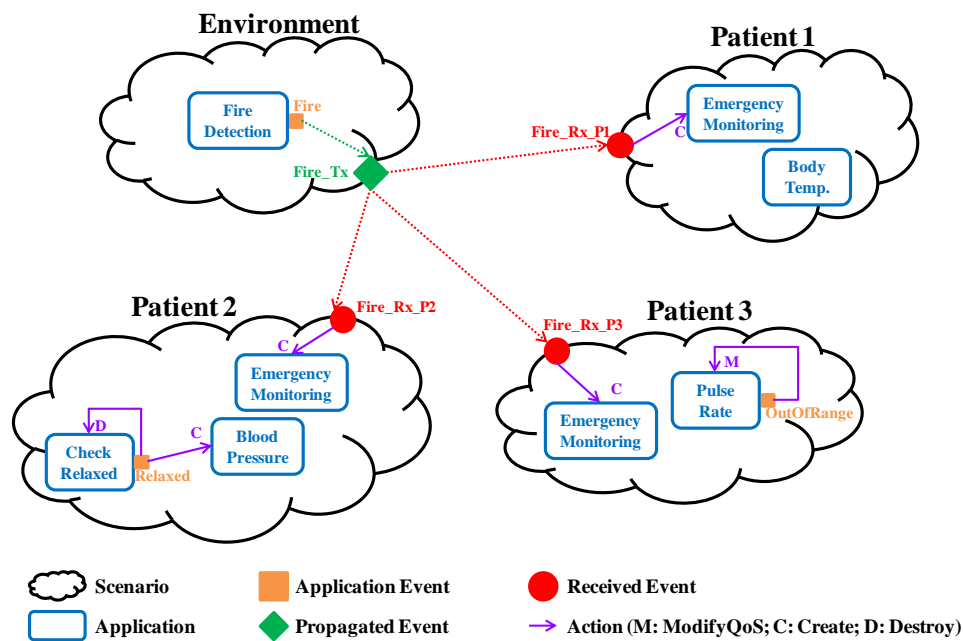 Environment
Fire
Detection
Fire
Fire_Tx
Patient 1
Emergency
Monitoring
Fire_Rx_P1
C
Body
Temp.
Patient 2
Fire_Rx_P2
C
Emergency
Monitoring
D
Check
Relaxed
Relaxed
C
Blood
Pressure
Patient 3
Fire_Rx_P3
C
Emergency
Monitoring
M
Pulse
Rate
OutOfRange
Scenario
Application Event
Received Event
Application
Propagated Event
Action (M: ModifyQoS; C: Create; D: Destroy)